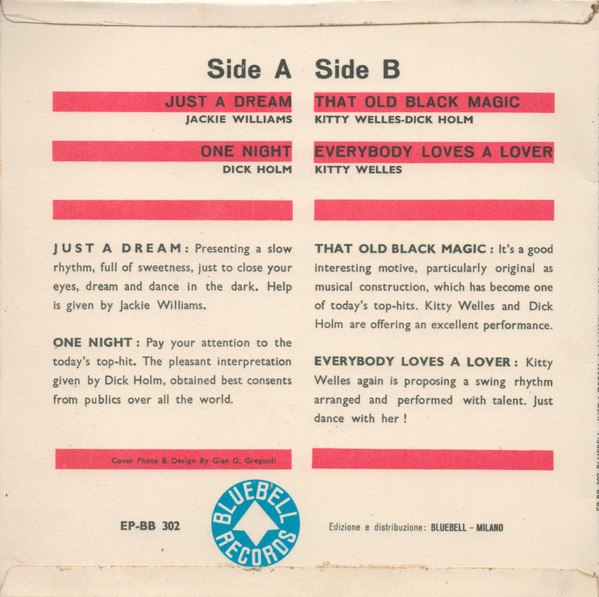 Side A
JUST A DREAM
JACKIE WILLIAMS
ONE NIGHT
DICK HOLM
Side B
THAT OLD BLACK MAGIC
KITTY WELLES-DICK HOLM
EVERYBODY LOVES A LOVER
KITTY WELLES
JUST A DREAM : Presenting a slow
rhythm, full of sweetness, just to close your
eyes, dream and dance in the dark. Help
is given by Jackie Williams.
ONE NIGHT : Pay your attention to the
today's top-hit. The pleasant interpretation
given by Dick Holm, obtained best consents
from publics over all the world.
THAT OLD BLACK MAGIC : It's a good
interesting motive, particularly original as
musical construction, which has become one
of today's top-hits. Kitty Welles and Dick
Holm are offering an excellent performance.
EVERYBODY LOVES A LOVER : Kitty
Welles again is proposing a swing rhythm
arranged and performed with talent. Just
dance with her !
Cover Photo & Design By Gian G. Greguoli
EP-BB 302
BLUEBELL
RECORDS
Edizione e distribuzione: BLUEBELL - MILANO